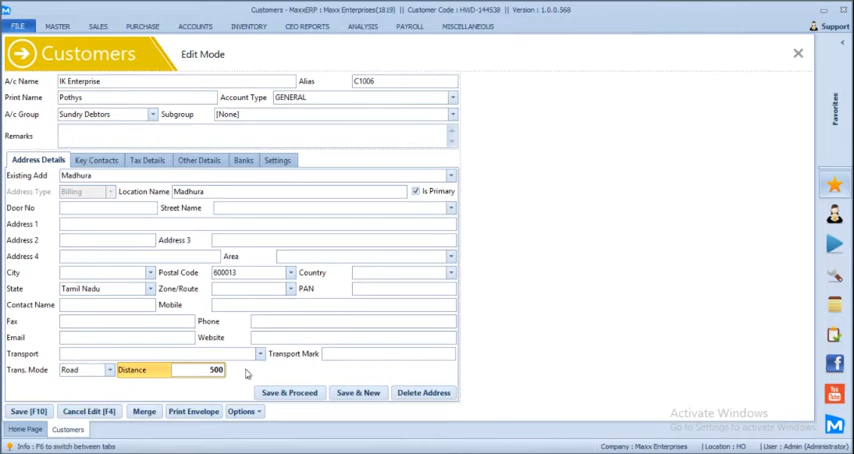 Customers - MaxxERP : Maxx Enterprises(1819) || Customer Code : HWD-144538 || Version : 1.0.0.568
FILE MASTER SALES PURCHASE ACCOUNTS INVENTORY CEO REPORTS ANALYSIS PAYROLL MISCELLANEOUS Support
Customers Edit Mode
A/c Name IK Enterprise Alias C1006
Print Name Pothys Account Type GENERAL
A/c Group Sundry Debtors Subgroup [None]
Remarks
Favorites
Address Details Key Contacts Tax Details Other Details Banks Settings
Existing Add Madhura
Address Type Billing Location Name Madhura Is Primary
Door No Street Name
Address 1
Address 2 Address 3
Address 4 Area
City Postal Code 600013 Country
State Tamil Nadu Zone/Route PAN
Contact Name Mobile
Fax Phone
Email Website
Transport Transport Mark
Trans. Mode Road Distance 500
Save & Proceed Save & New Delete Address
Save [F10] Cancel Edit [F4] Merge Print Envelope Options
Activate Windows
Go to Settings to activate Windows.
Home Page Customers
Info : F6 to switch between tabs Company : Maxx Enterprises Location : HO User : Admin (Administrator)